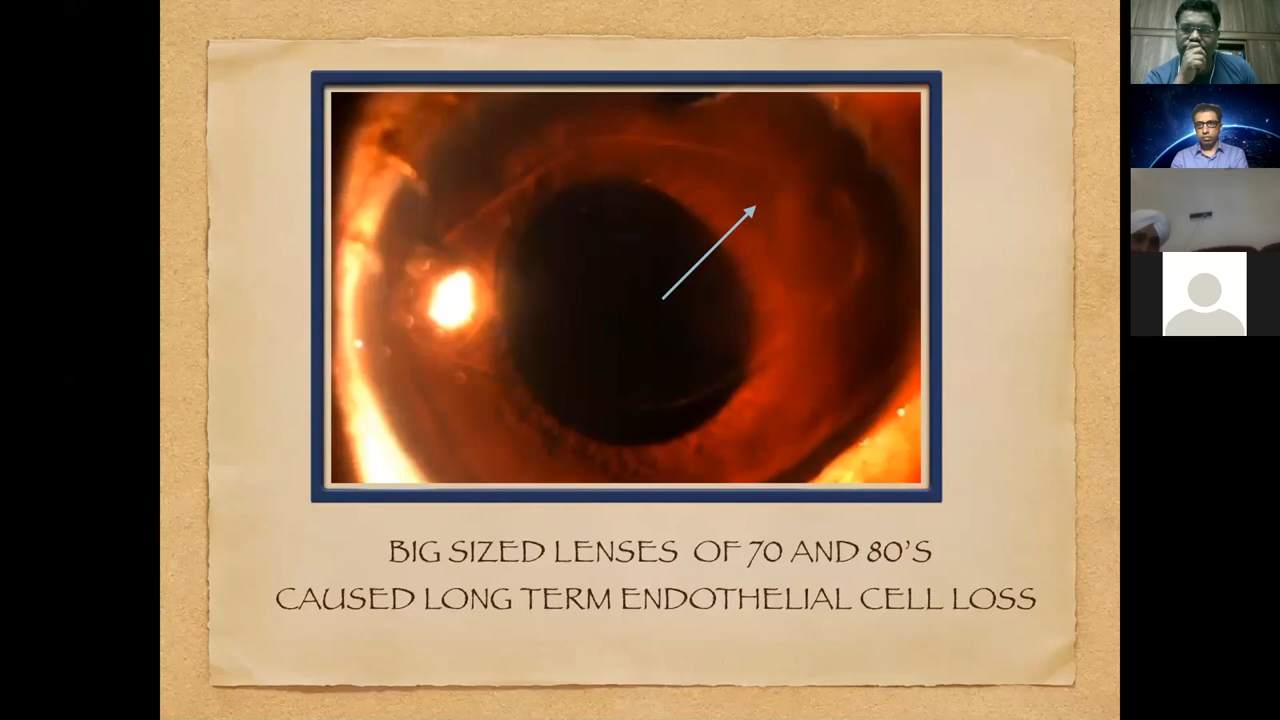 BIG SIZED LENSES OF 70 AND 80'S
CAUSED LONG TERM ENDOTHELIAL CELL LOSS